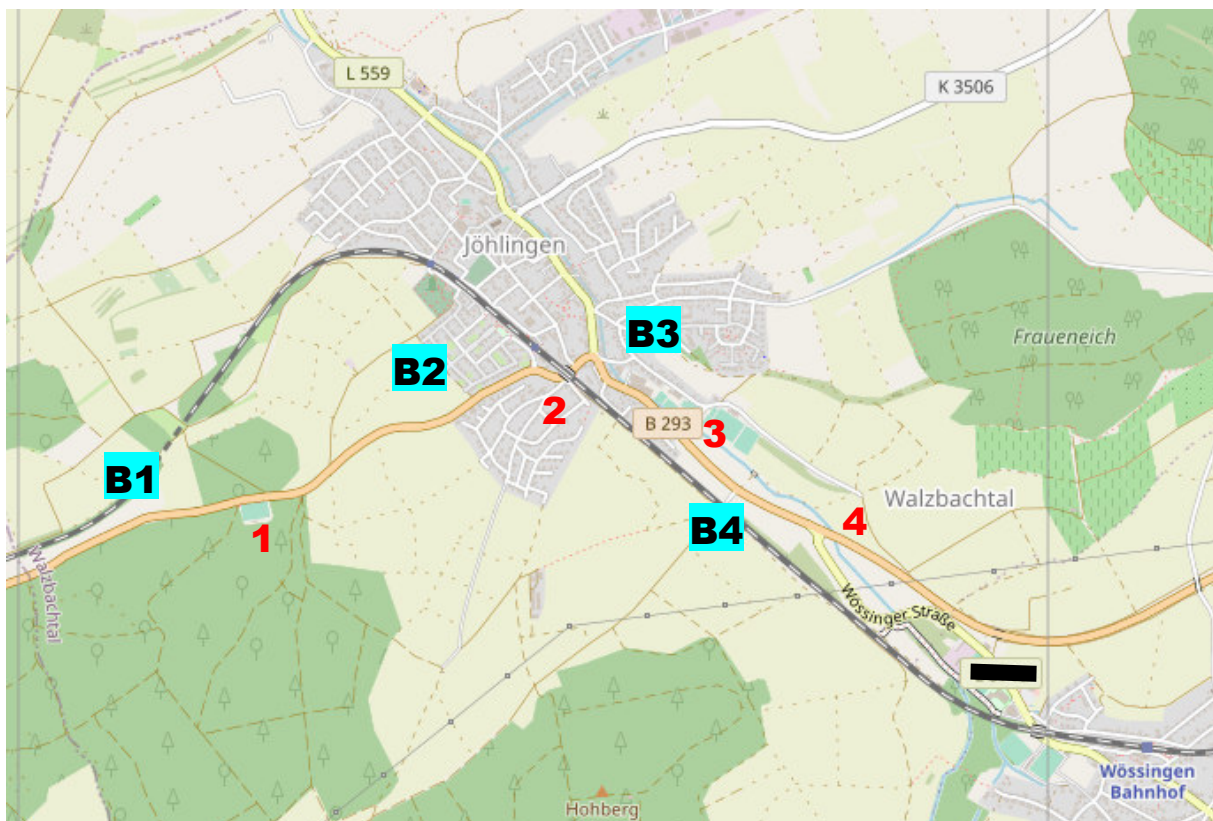 L 559
K 3506
Jöhlingen
B3
Fraueneich
B2
2
B 293
3
B1
Walzbachtal
1
B4
4
Walzbachtal
Wössinger Straße
Wössingen
Bahnhof
Hohberg